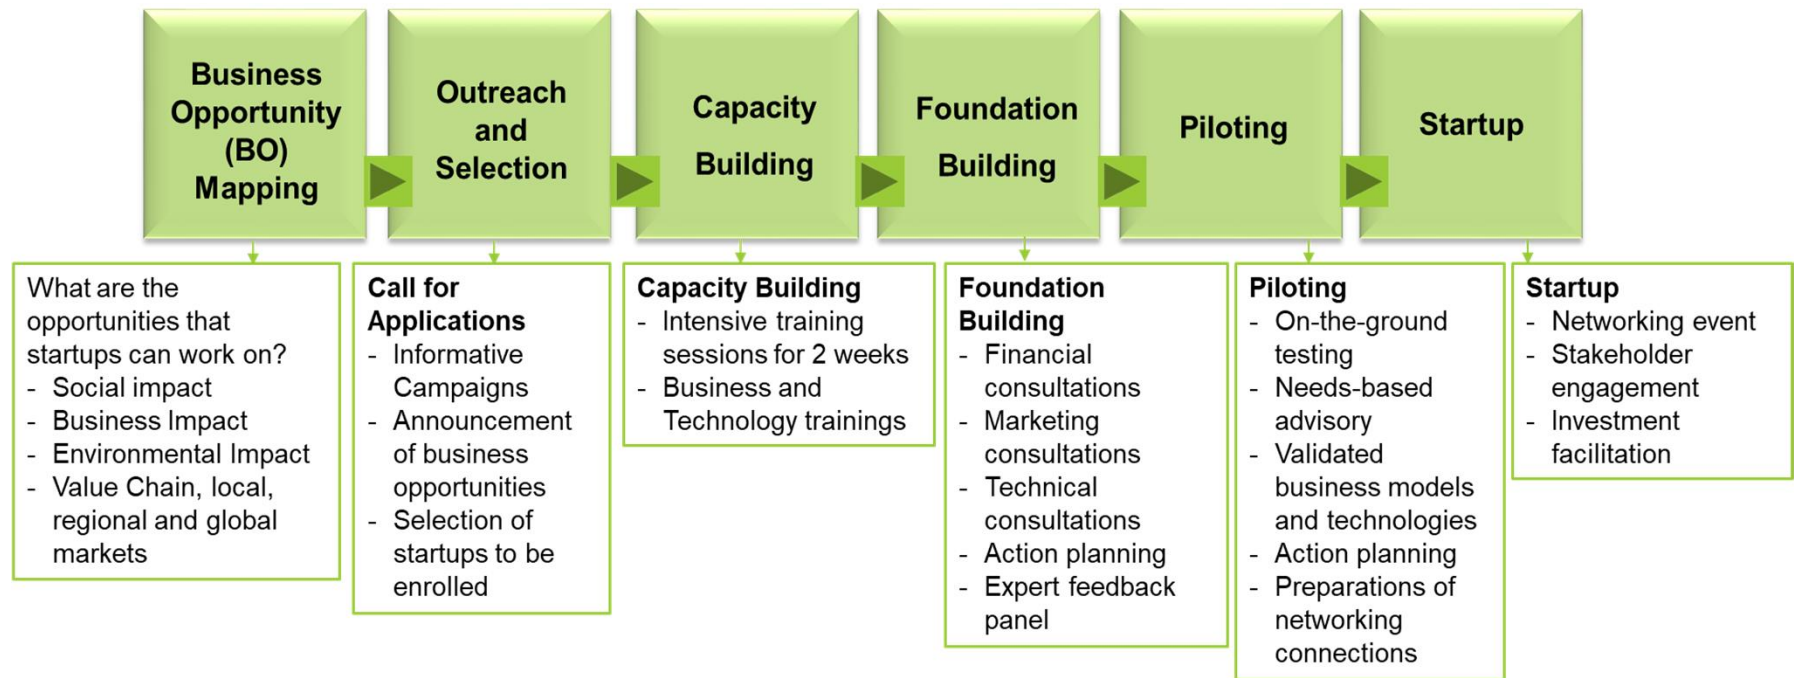 Business
Opportunity
(BO)
Mapping
Outreach
and
Selection
Capacity
Building
Foundation
Building
Piloting
Startup
What are the
opportunities that
startups can work on?
- Social impact
- Business Impact
- Environmental Impact
- Value Chain, local,
regional and global
markets
Call for
Applications
- Informative
Campaigns
- Announcement
of business
opportunities
- Selection of
startups to be
enrolled
Capacity Building
- Intensive training
sessions for 2 weeks
- Business and
Technology trainings
Foundation
Building
- Financial
consultations
- Marketing
consultations
- Technical
consultations
- Action planning
- Expert feedback
panel
Piloting
- On-the-ground
testing
- Needs-based
advisory
- Validated
business models
and technologies
- Action planning
- Preparations of
networking
connections
Startup
- Networking event
- Stakeholder
engagement
- Investment
facilitation